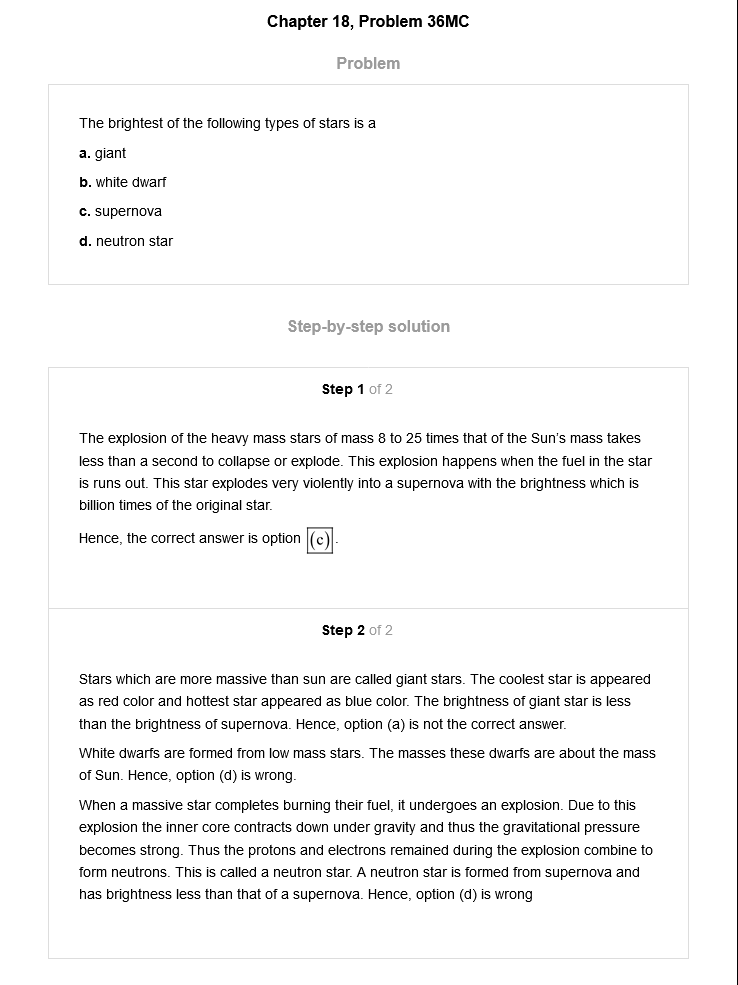 Chapter 18, Problem 36MC
Problem
The brightest of the following types of stars is a
a. giant
b. white dwarf
c. supernova
d. neutron star
Step-by-step solution
Step 1 of 2
The explosion of the heavy mass stars of mass 8 to 25 times that of the Sun's mass takes
less than a second to collapse or explode. This explosion happens when the fuel in the star
is runs out. This star explodes very violently into a supernova with the brightness which is
billion times of the original star.
Hence, the correct answer is option (c).
Step 2 of 2
Stars which are more massive than sun are called giant stars. The coolest star is appeared
as red color and hottest star appeared as blue color. The brightness of giant star is less
than the brightness of supernova. Hence, option (a) is not the correct answer.
White dwarfs are formed from low mass stars. The masses these dwarfs are about the mass
of Sun. Hence, option (d) is wrong.
When a massive star completes burning their fuel, it undergoes an explosion. Due to this
explosion the inner core contracts down under gravity and thus the gravitational pressure
becomes strong. Thus the protons and electrons remained during the explosion combine to
form neutrons. This is called a neutron star. A neutron star is formed from supernova and
has brightness less than that of a supernova. Hence, option (d) is wrong